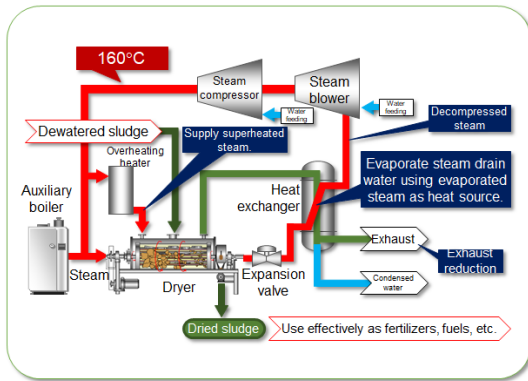 160°C
Steam
compressor
Steam
blower
Water
feeding
Water
feeding
Decompressed
steam
Dewatered sludge
Supply superheated
steam.
Overheating
heater
Evaporate steam drain
water using evaporated
steam as heat source.
Heat
exchanger
Auxiliary
boiler
Exhaust
Exhaust
reduction
Steam
Dryer
Expansion
valve
Condensed
water
Dried sludge
Use effectively as fertilizers, fuels, etc.